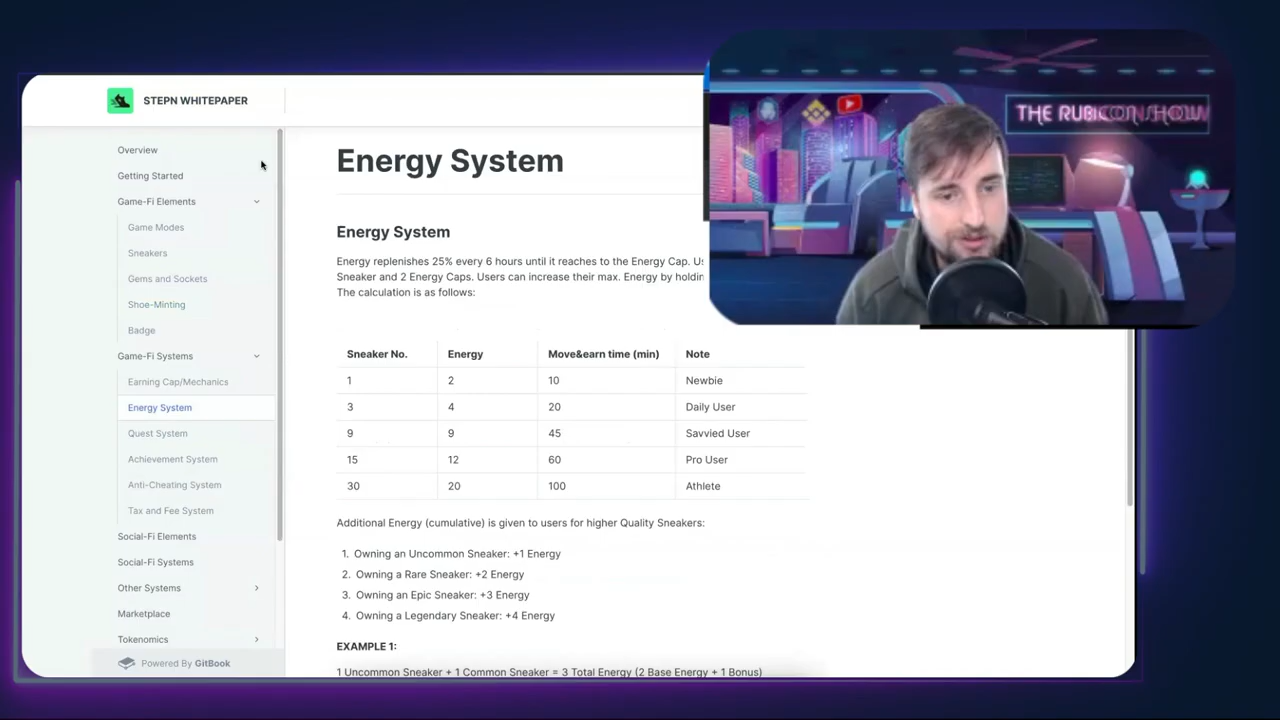 STEPN WHITEPAPER
THE RUBICON SHOW
Overview
Getting Started
Game-Fi Elements
Game Modes
Sneakers
Gems and Sockets
Shoe-Minting
Badge
Game-Fi Systems
Earning Cap/Mechanics
Energy System
Quest System
Achievement System
Anti-Cheating System
Tax and Fee System
Social-Fi Elements
Social-Fi Systems
Other Systems
Marketplace
Tokenomics
Powered By GitBook
Energy System
Energy System
Energy replenishes 25% every 6 hours until it reaches to the Energy Cap.
Sneaker and 2 Energy Caps. Users can increase their max. Energy by holdin
The calculation is as follows:
Sneaker No. Energy Move&earn time (min) Note
1 2 10 Newbie
3 4 20 Daily User
9 9 45 Savvied User
15 12 60 Pro User
30 20 100 Athlete
Additional Energy (cumulative) is given to users for higher Quality Sneakers:
1. Owning an Uncommon Sneaker: +1 Energy
2. Owning a Rare Sneaker: +2 Energy
3. Owning an Epic Sneaker: +3 Energy
4. Owning a Legendary Sneaker: +4 Energy
EXAMPLE 1:
1 Uncommon Sneaker + 1 Common Sneaker = 3 Total Energy (2 Base Energy + 1 Bonus)